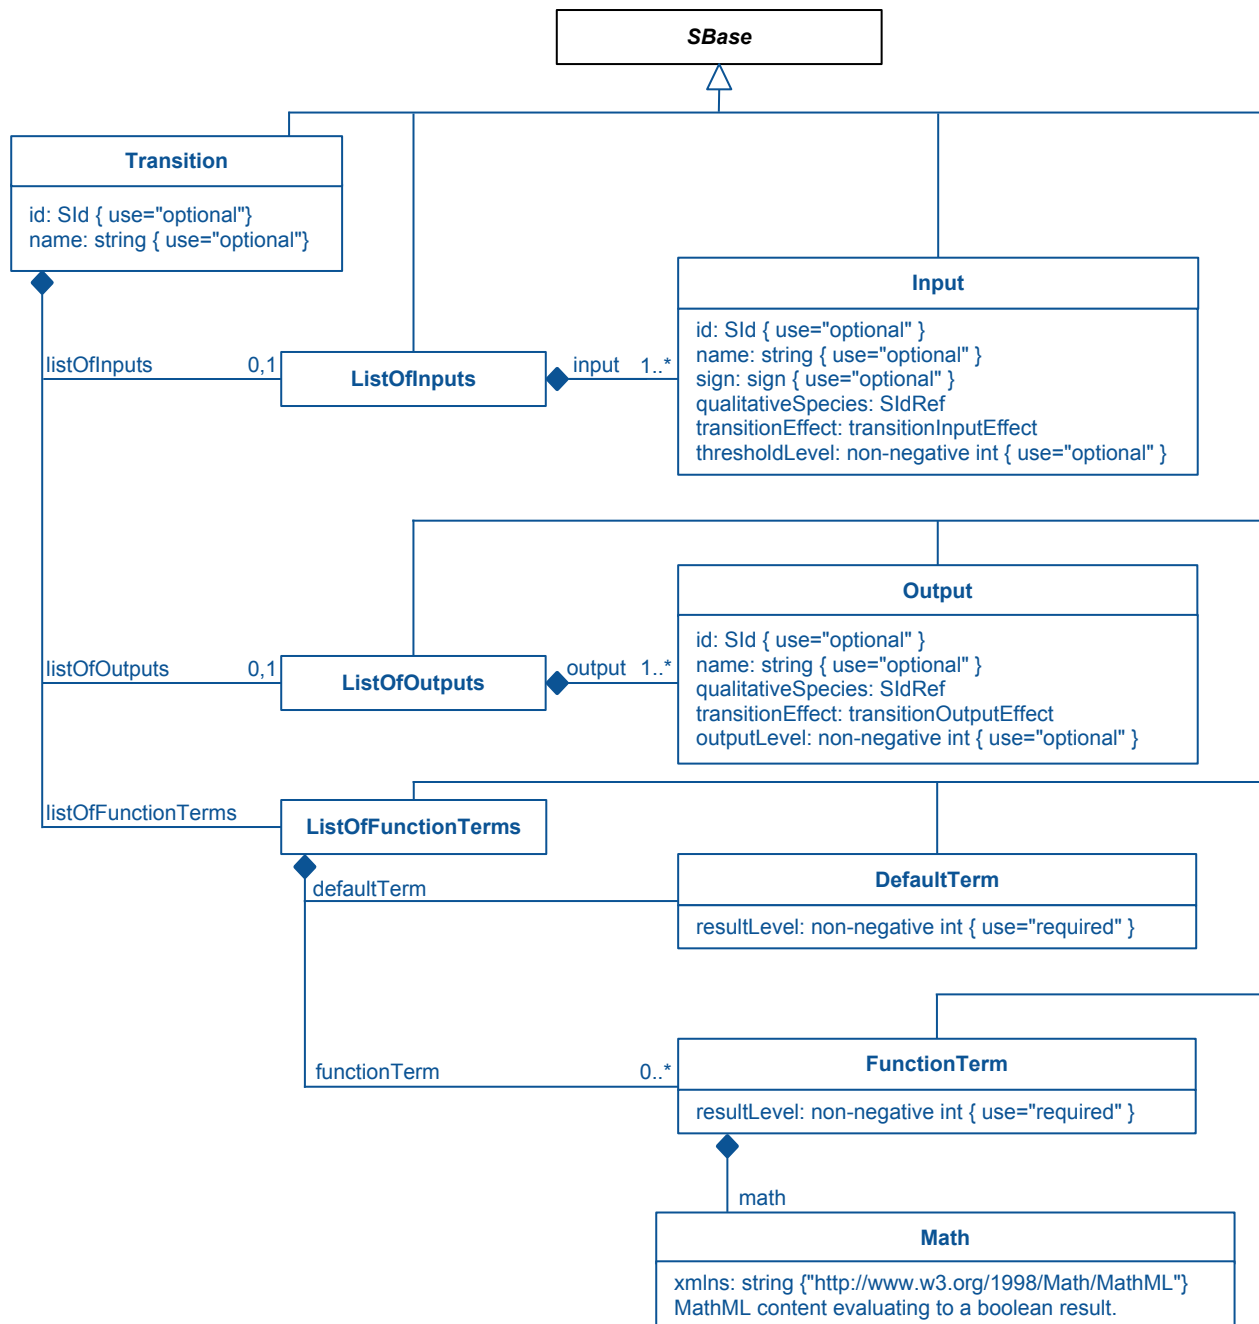 SBase
Transition
id: SId { use="optional"}
name: string { use="optional"}
Input
id: SId { use="optional" }
name: string { use="optional" }
sign: sign { use="optional" }
qualitativeSpecies: SIdRef
transitionEffect: transitionInputEffect
thresholdLevel: non-negative int { use="optional" }
listOfInputs 0,1
ListOfInputs
input 1..*
Output
id: SId { use="optional" }
name: string { use="optional" }
qualitativeSpecies: SIdRef
transitionEffect: transitionOutputEffect
outputLevel: non-negative int { use="optional" }
listOfOutputs 0,1
ListOfOutputs
output 1..*
listOfFunctionTerms
ListOfFunctionTerms
defaultTerm
DefaultTerm
resultLevel: non-negative int { use="required" }
functionTerm 0..*
FunctionTerm
resultLevel: non-negative int { use="required" }
math
Math
xmlns: string {"http://www.w3.org/1998/Math/MathML"}
MathML content evaluating to a boolean result.